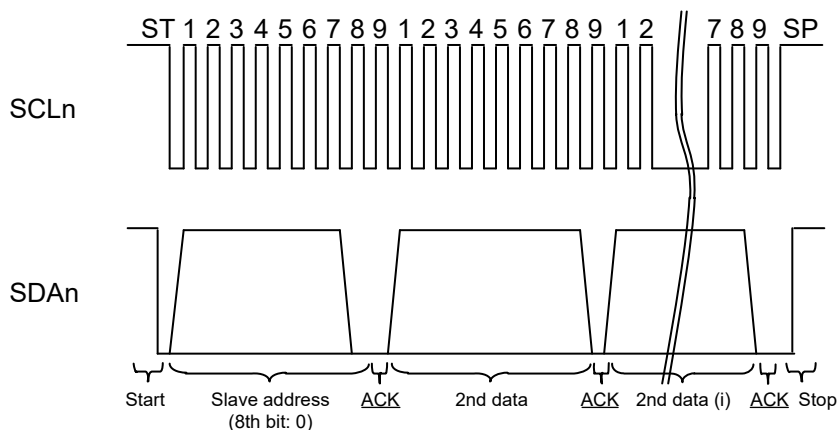 ST 1 2 3 4 5 6 7 8 9 1 2 3 4 5 6 7 8 9 1 2 7 8 9 SP
SCLn
SDAn
Start Slave address ACK 2nd data ACK 2nd data (i) ACK Stop
(8th bit: 0)